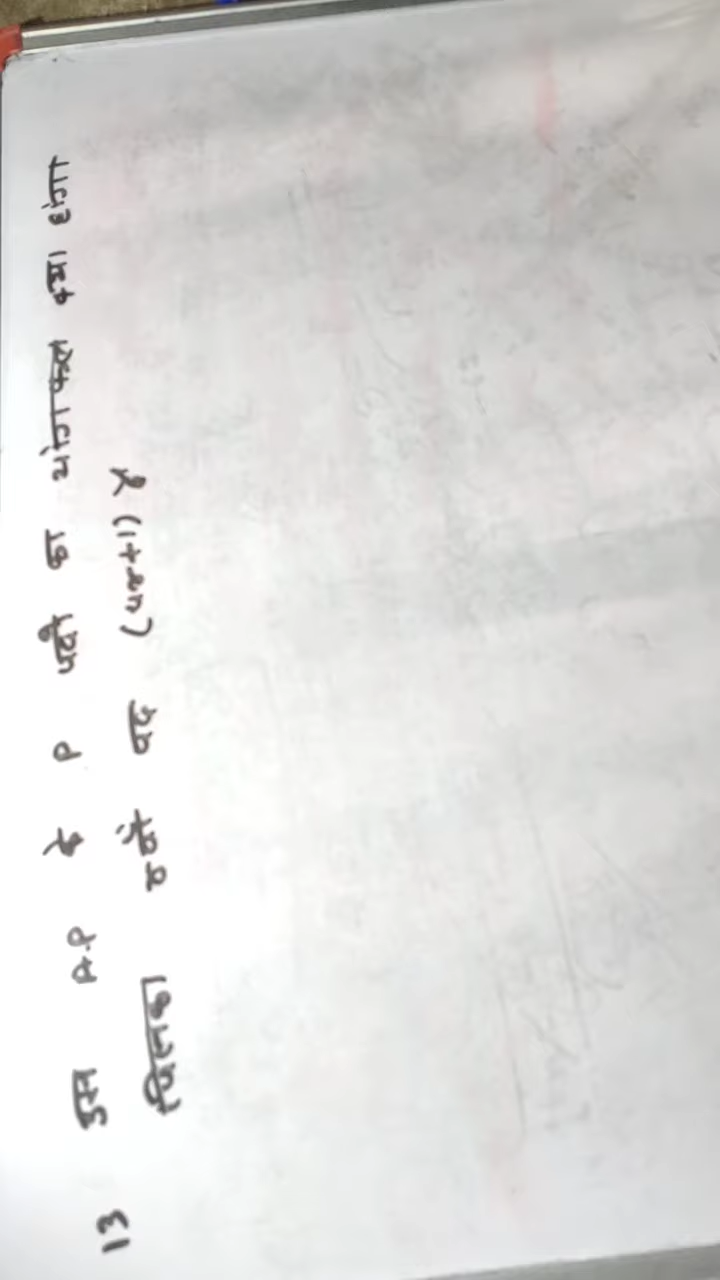 13 उस A.P के P पदों का योगफल क्या होगा
जिसका n वाँ पद (1+2n) है